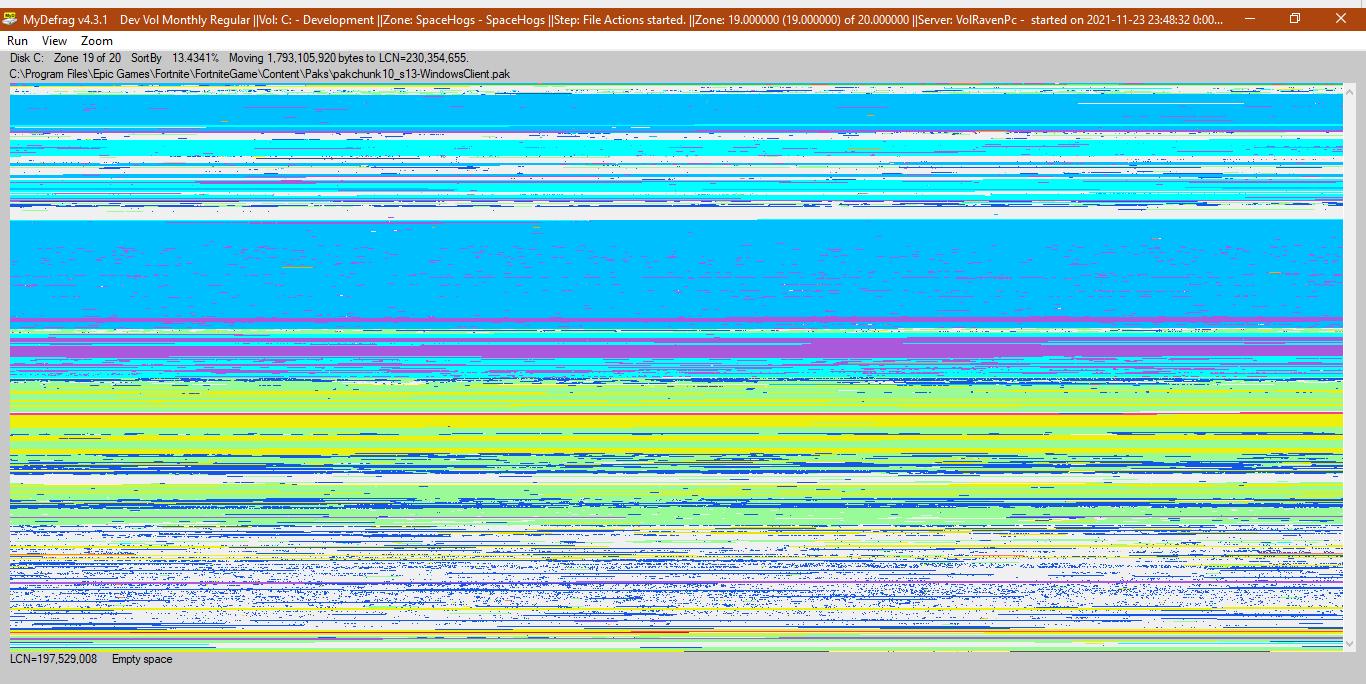 MyDefrag v4.3.1    Dev Vol Monthly Regular ||Vol: C: - Development ||Zone: SpaceHogs - SpaceHogs ||Step: File Actions started. ||Zone: 19.000000 (19.000000) of 20.000000 ||Server: VolRavenPc -  started on 2021-11-23 23:48:32 0:00...
Run View Zoom
Disk C:  Zone 19 of 20  SortBy  13.4341%  Moving 1,793,105,920 bytes to LCN=230,354,655.
C:\Program Files\Epic Games\Fortnite\FortniteGame\Content\Paks\pakchunk10_s13-WindowsClient.pak
LCN=197,529,008  Empty space